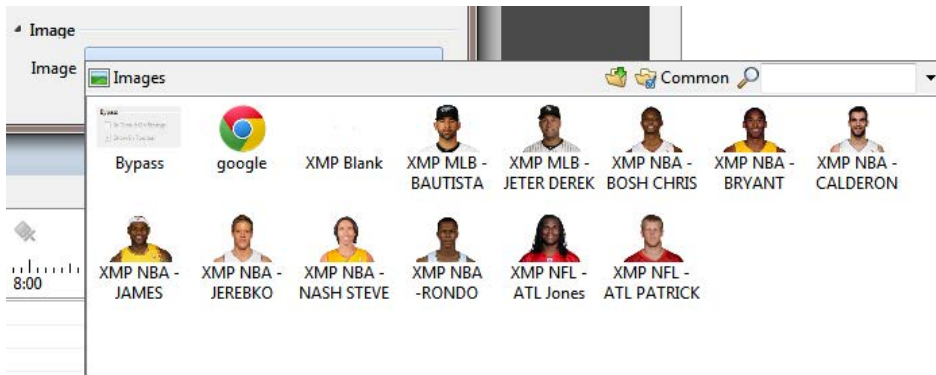 Image
Image
Images
Common
Bypass
google
XMP Blank
XMP MLB -
BAUTISTA
XMP MLB -
JETER DEREK
XMP NBA -
BOSH CHRIS
XMP NBA -
BRYANT
XMP NBA -
CALDERON
8:00
XMP NBA -
JAMES
XMP NBA -
JEREBKO
XMP NBA -
NASH STEVE
XMP NBA
-RONDO
XMP NFL -
ATL Jones
XMP NFL -
ATL PATRICK